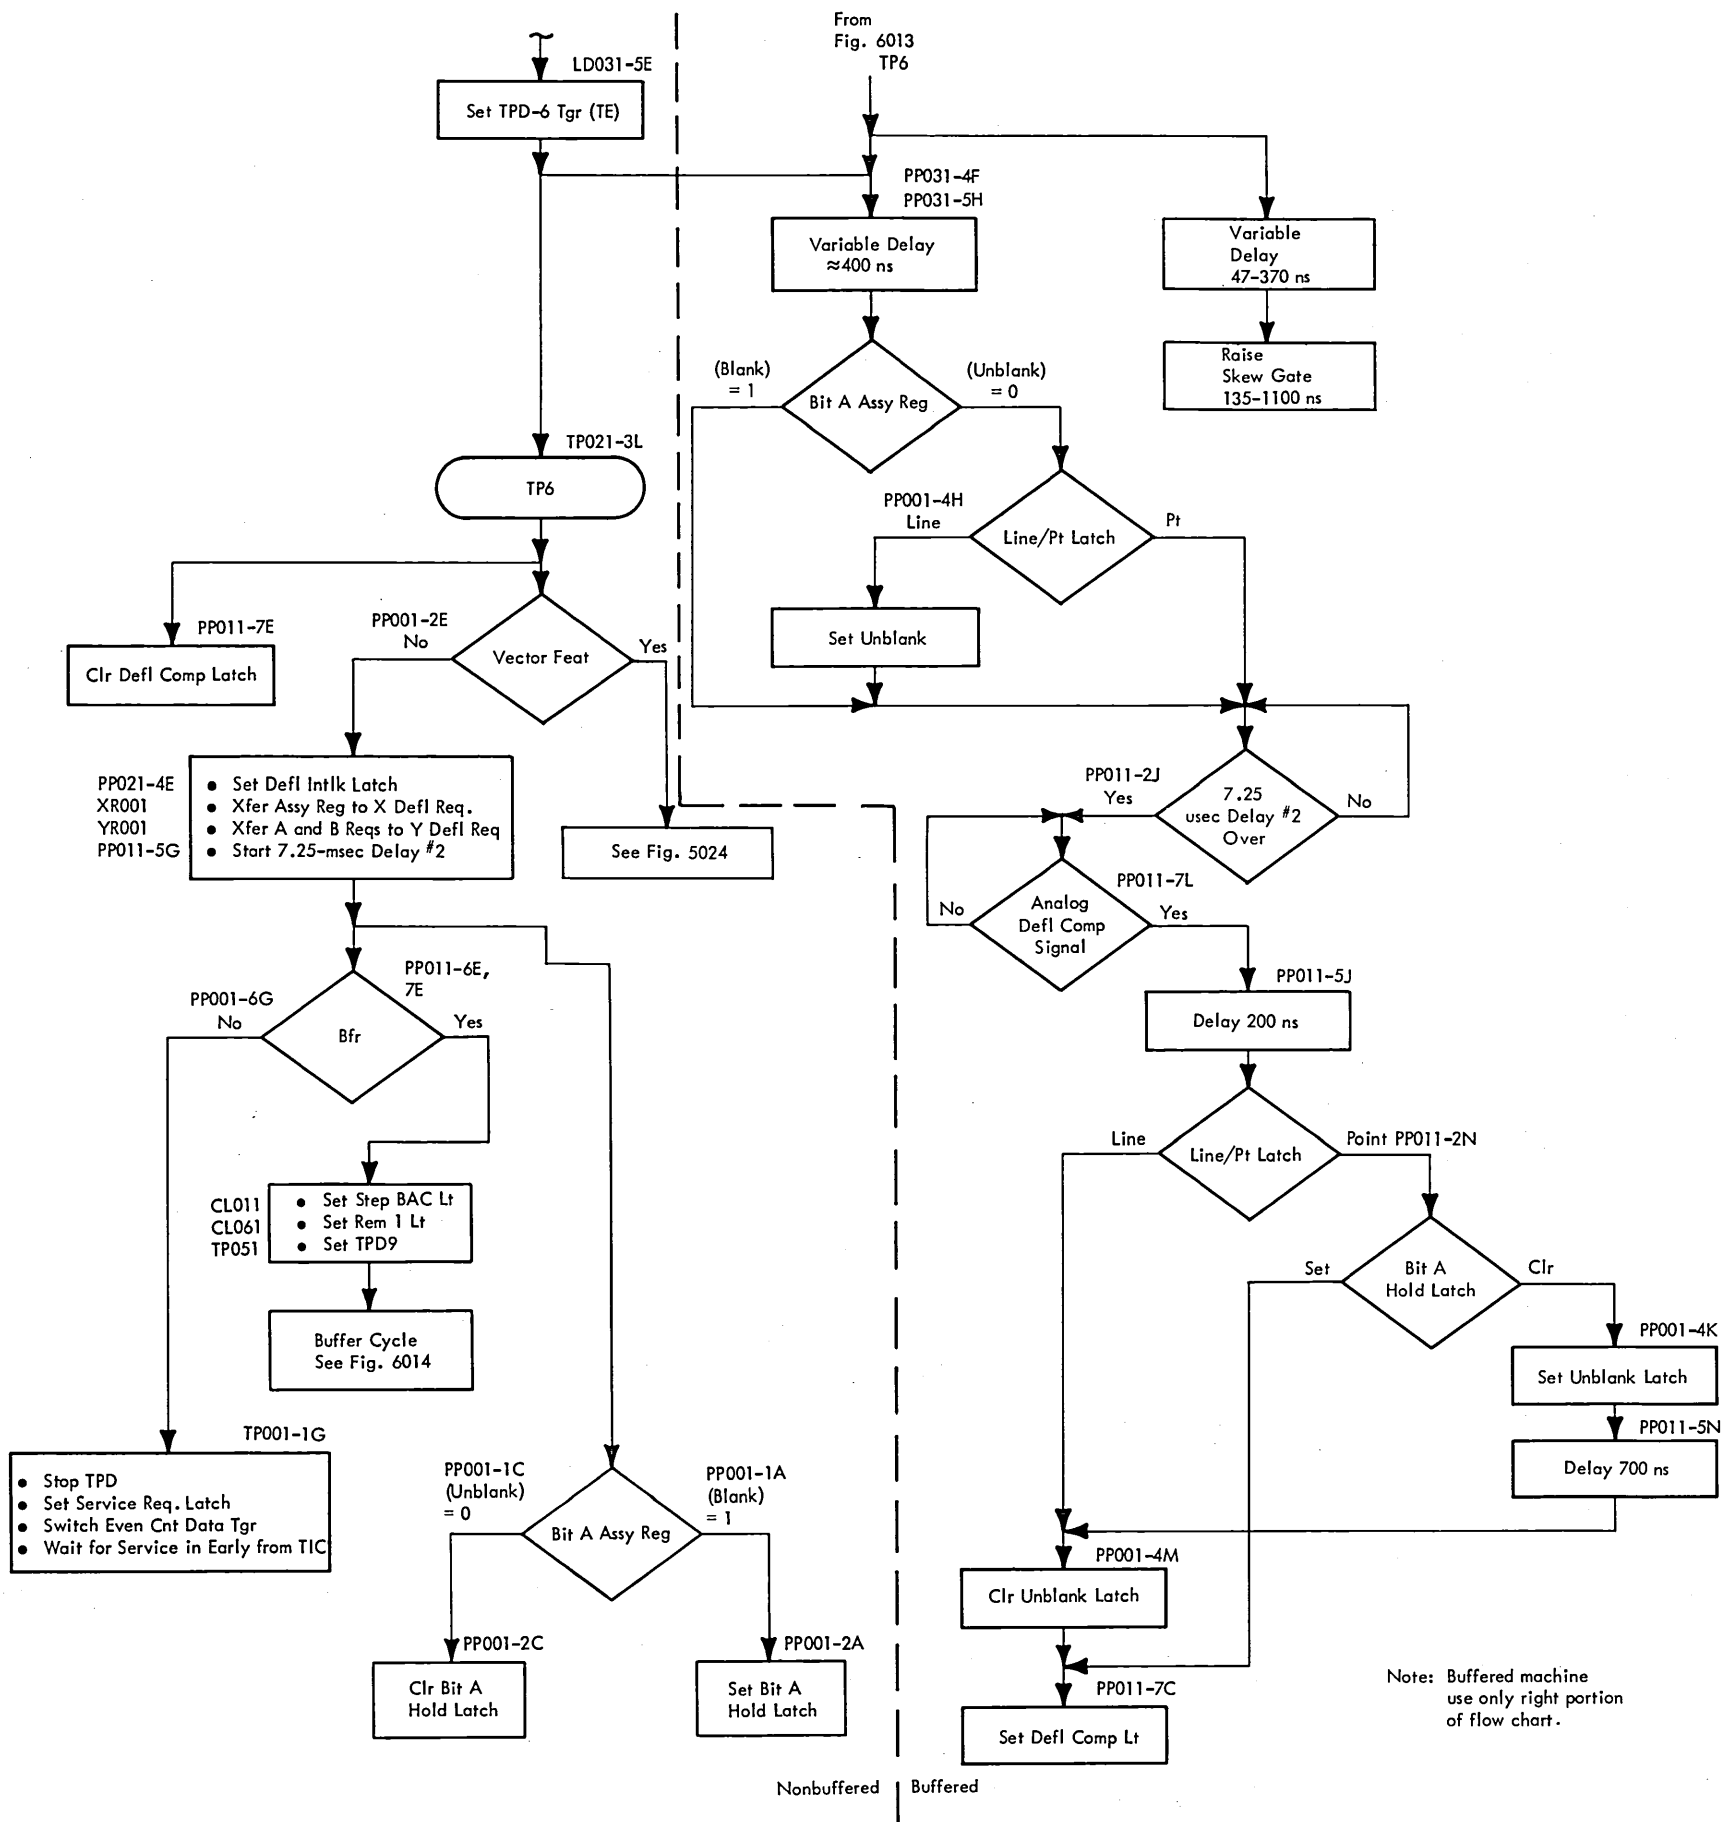 From
Fig. 6013
TP6
LD031-5E
Set TPD-6 Tgr (TE)
PP031-4F
PP031-5H
Variable Delay
≈400 ns
Variable
Delay
47-370 ns
Raise
Skew Gate
135-1100 ns
(Blank)
= 1
(Unblank)
= 0
Bit A Assy Reg
TP021-3L
TP6
PP001-4H
Line
Line/Pt Latch
Pt
Set Unblank
PP011-7E
Clr Defl Comp Latch
PP001-2E
No
Vector Feat
Yes
PP021-4E
XR001
YR001
PP011-5G
• Set Defl Intlk Latch
• Xfer Assy Reg to X Defl Req.
• Xfer A and B Reqs to Y Defl Req
• Start 7.25-msec Delay #2
See Fig. 5024
PP011-2J
Yes
7.25
usec Delay #2
Over
No
PP011-7L
No
Analog
Defl Comp
Signal
Yes
PP011-5J
Delay 200 ns
PP001-6G
No
PP011-6E,
7E
Bfr
Yes
Line
Line/Pt Latch
Point PP011-2N
CL011
CL061
TP051
• Set Step BAC Lt
• Set Rem 1 Lt
• Set TPD9
Buffer Cycle
See Fig. 6014
Set
Bit A
Hold Latch
Clr
PP001-4K
Set Unblank Latch
PP011-5N
Delay 700 ns
TP001-1G
• Stop TPD
• Set Service Req. Latch
• Switch Even Cnt Data Tgr
• Wait for Service in Early from TIC
PP001-1C
(Unblank)
= 0
PP001-1A
(Blank)
= 1
Bit A Assy Reg
PP001-4M
Clr Unblank Latch
PP001-2C
Clr Bit A
Hold Latch
PP001-2A
Set Bit A
Hold Latch
PP011-7C
Set Defl Comp Lt
Note: Buffered machine
use only right portion
of flow chart.
Nonbuffered
Buffered